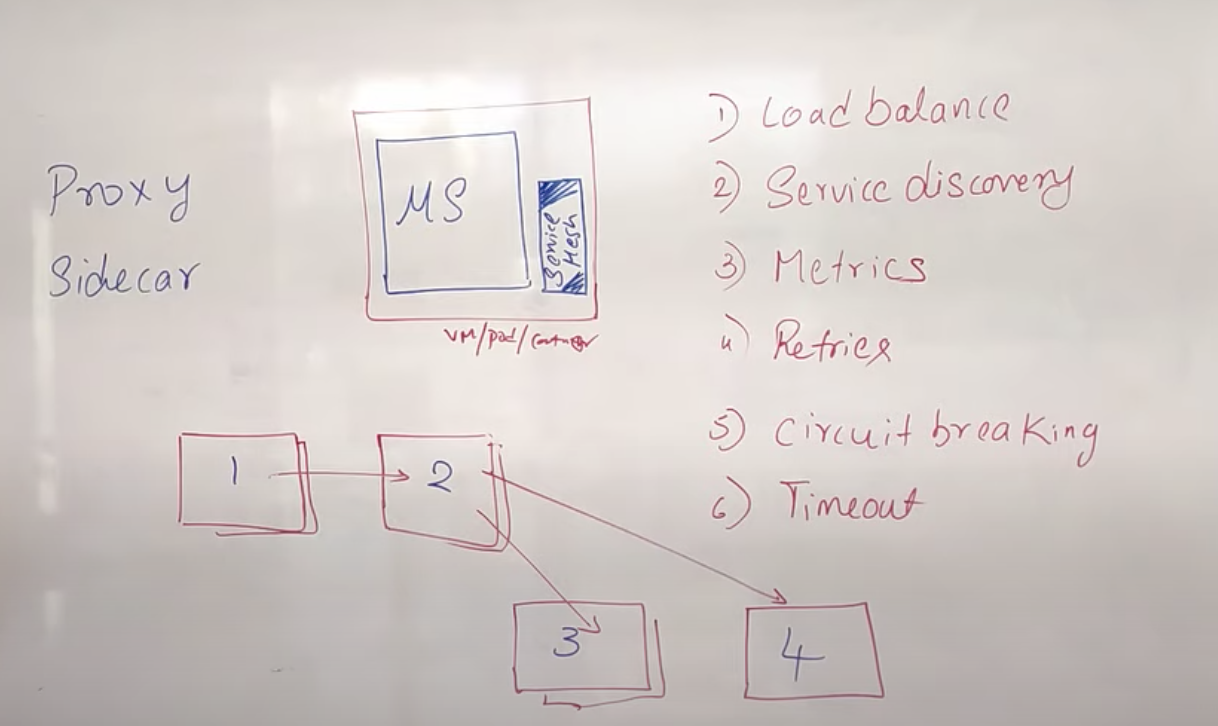 Proxy
Sidecar
MS
Service
Mesh
VM/pod/container
1) Load balance
2) Service discovery
3) Metrics
4) Retries
5) Circuit breaking
6) Timeout
1
2
3
4